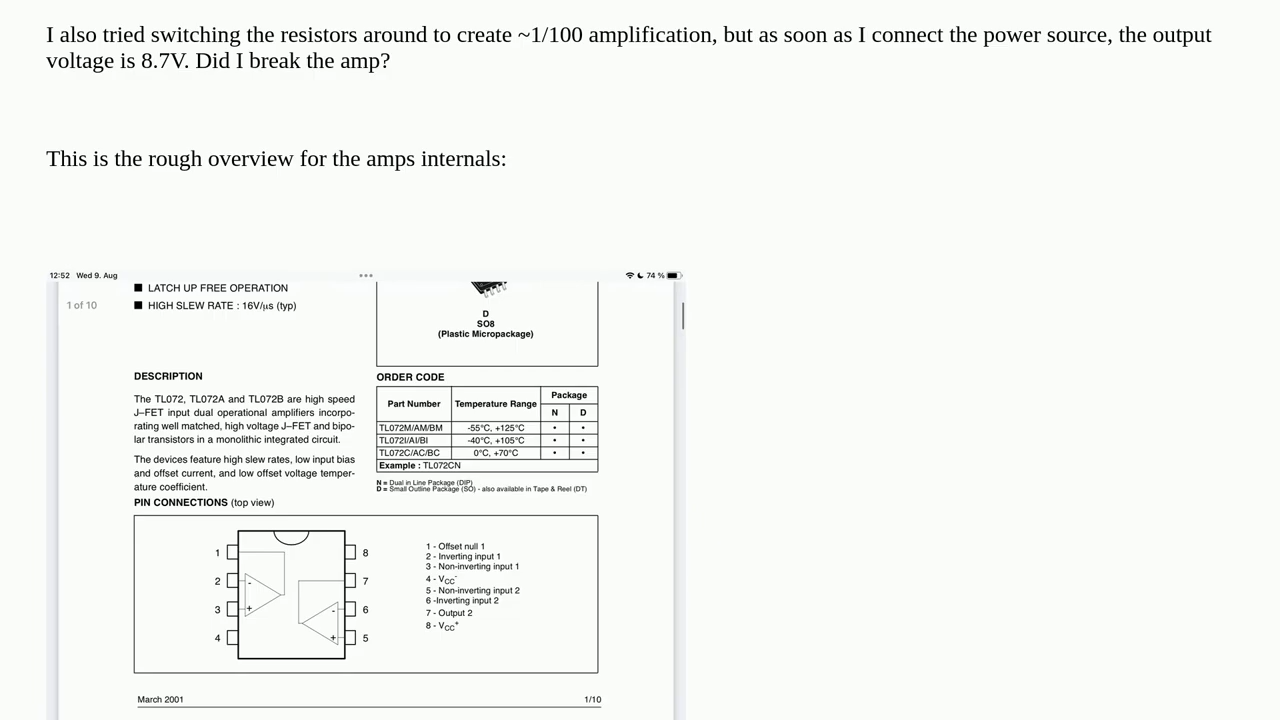 I also tried switching the resistors around to create ~1/100 amplification, but as soon as I connect the power source, the output
voltage is 8.7V. Did I break the amp?
This is the rough overview for the amps internals:
12:52 Wed 9. Aug
74 %
1 of 10
■ LATCH UP FREE OPERATION
■ HIGH SLEW RATE : 16V/µs (typ)
D
SO8
(Plastic Micropackage)
DESCRIPTION
The TL072, TL072A and TL072B are high speed
J–FET input dual operational amplifiers incorpo-
rating well matched, high voltage J–FET and bipo-
lar transistors in a monolithic integrated circuit.
The devices feature high slew rates, low input bias
and offset current, and low offset voltage temper-
ature coefficient.
ORDER CODE
Part Number Temperature Range Package
N D
TL072M/AM/BM -55°C, +125°C • •
TL072I/AI/BI -40°C, +105°C • •
TL072C/AC/BC 0°C, +70°C • •
Example : TL072CN
N = Dual in Line Package (DIP)
D = Small Outline Package (SO) - also available in Tape & Reel (DT)
PIN CONNECTIONS (top view)
1 8
2 - 7
3 + - 6
4 + 5
1 - Offset null 1
2 - Inverting input 1
3 - Non-inverting input 1
4 - VCC-
5 - Non-inverting input 2
6 -Inverting input 2
7 - Output 2
8 - VCC+
March 2001 1/10